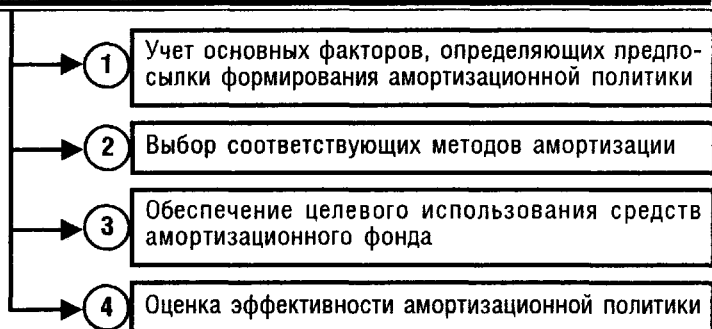 1
Учет основных факторов, определяющих предпо-
сылки формирования амортизационной политики
2
Выбор соответствующих методов амортизации
3
Обеспечение целевого использования средств
амортизационного фонда
4
Оценка эффективности амортизационной политики